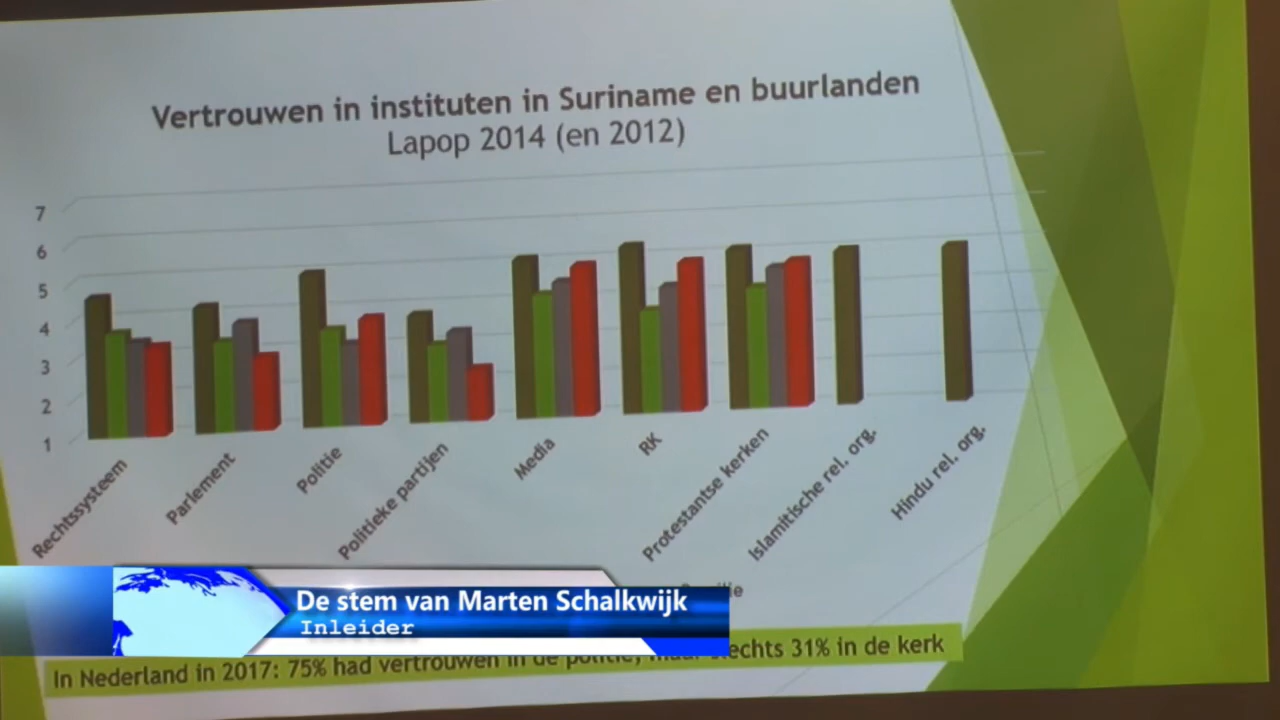 Vertrouwen in instituten in Suriname en buurlanden
Lapop 2014 (en 2012)
7
6
5
4
3
2
1
Rechtssysteem
Parlement
Politie
Politieke partijen
Media
RK
Protestantse kerken
Islamitische rel. org.
Hindu rel. org.
De stem van Marten Schalkwijk
Inleider
In Nederland in 2017: 75% had vertrouwen in de politie, maar slechts 31% in de kerk